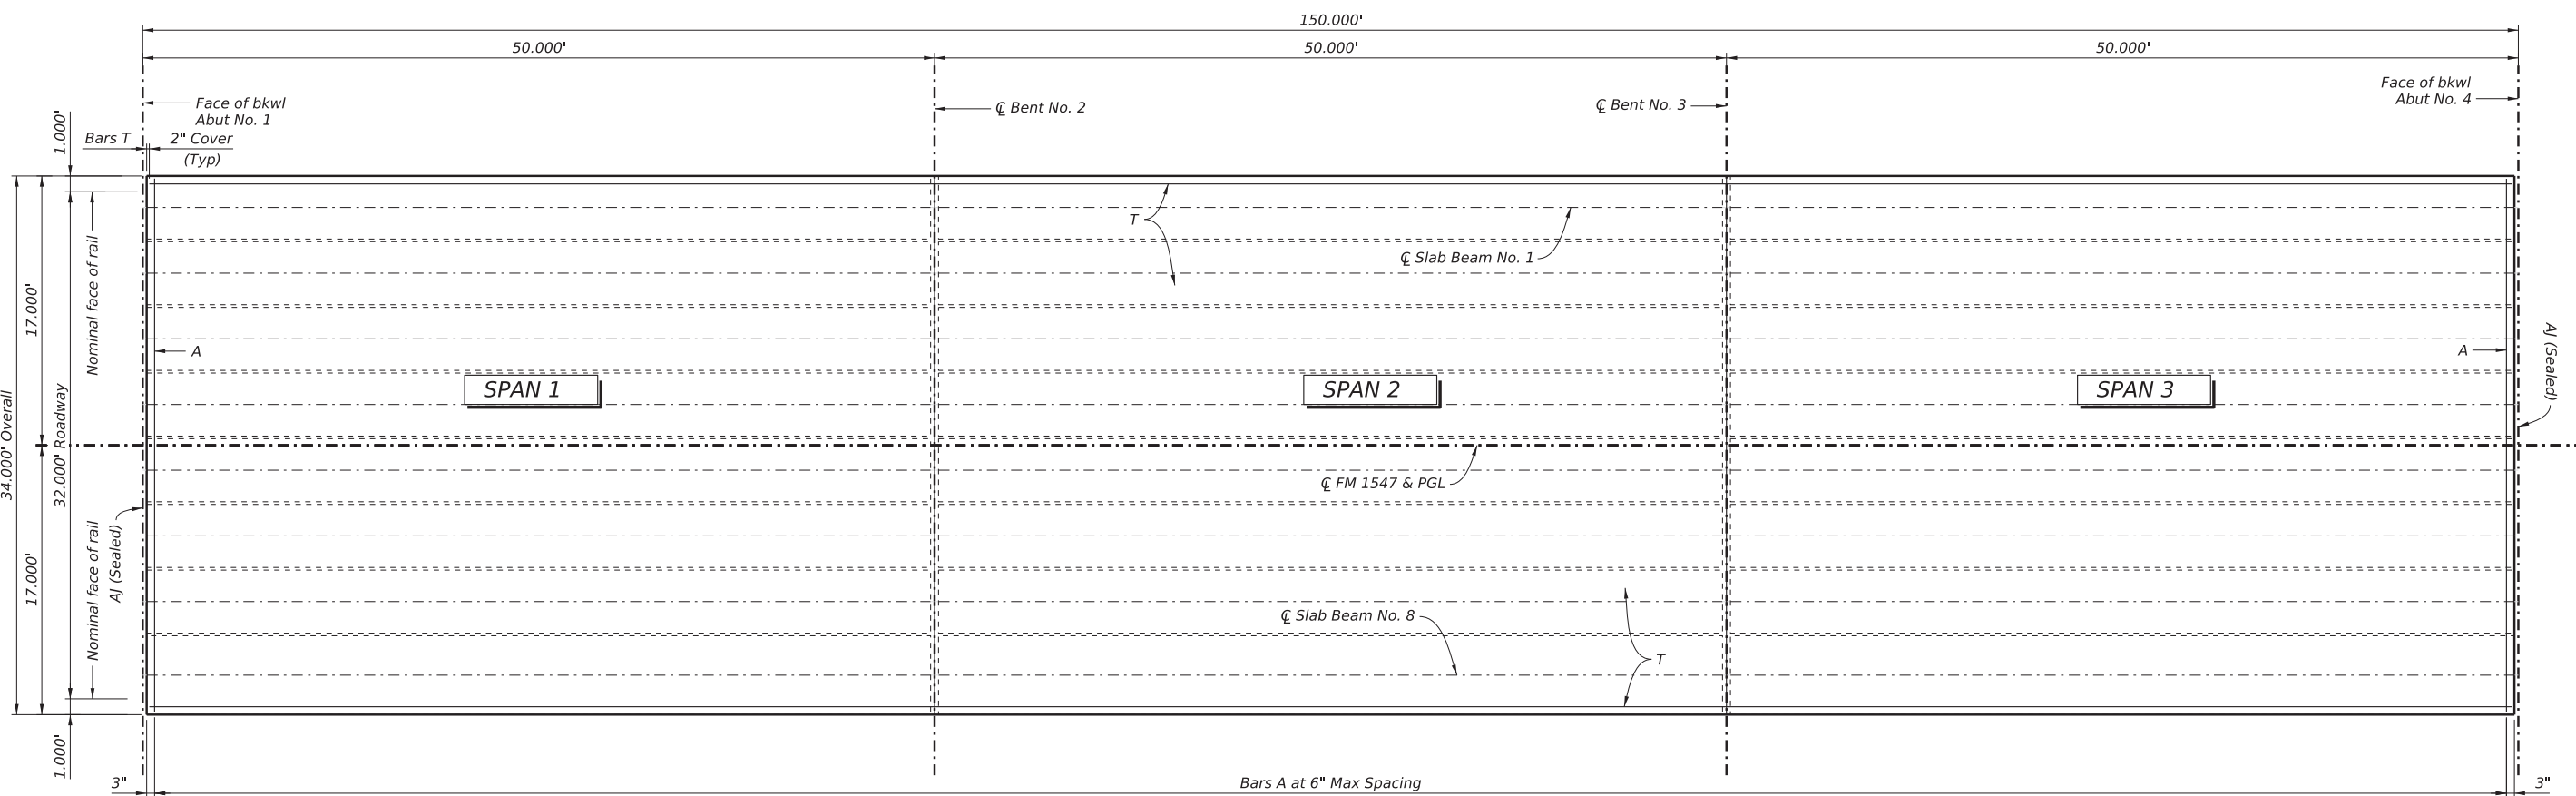 150.000'
50.000'
50.000'
50.000'
Face of bkwl
Abut No. 1
℄ Bent No. 2
℄ Bent No. 3
Face of bkwl
Abut No. 4
1.000'
Bars T
2" Cover
(Typ)
T
℄ Slab Beam No. 1
Nominal face of rail
17.000'
A
A
AJ (Sealed)
SPAN 1
SPAN 2
SPAN 3
34.000' Overall
32.000' Roadway
℄ FM 1547 & PGL
17.000'
Nominal face of rail
AJ (Sealed)
℄ Slab Beam No. 8
T
1.000'
3"
Bars A at 6" Max Spacing
3"